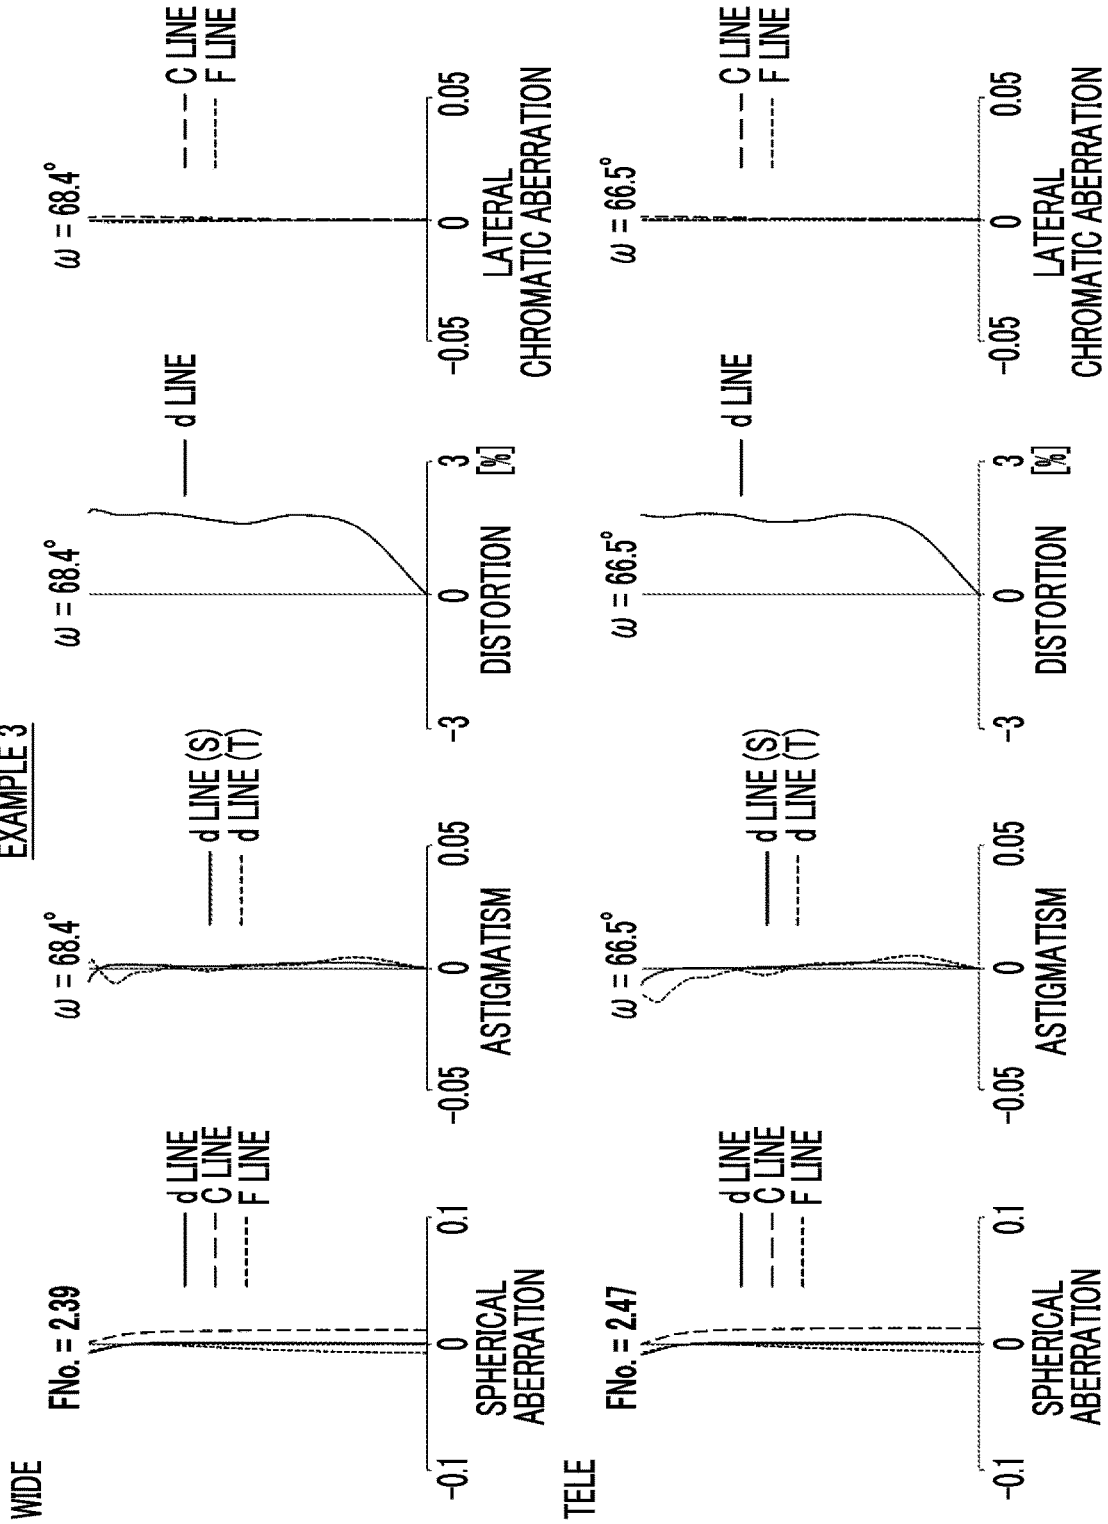 EXAMPLE 3
WIDE
FNo. = 2.39
d LINE
C LINE
F LINE
-0.1
0
0.1
SPHERICAL
ABERRATION
ω = 68.4°
d LINE (S)
d LINE (T)
-0.05
0
0.05
ASTIGMATISM
ω = 68.4°
d LINE
-3
0
3
[%]
DISTORTION
ω = 68.4°
C LINE
F LINE
-0.05
0
0.05
LATERAL
CHROMATIC ABERRATION
TELE
FNo. = 2.47
d LINE
C LINE
F LINE
-0.1
0
0.1
SPHERICAL
ABERRATION
ω = 66.5°
d LINE (S)
d LINE (T)
-0.05
0
0.05
ASTIGMATISM
ω = 66.5°
d LINE
-3
0
3
[%]
DISTORTION
ω = 66.5°
C LINE
F LINE
-0.05
0
0.05
LATERAL
CHROMATIC ABERRATION